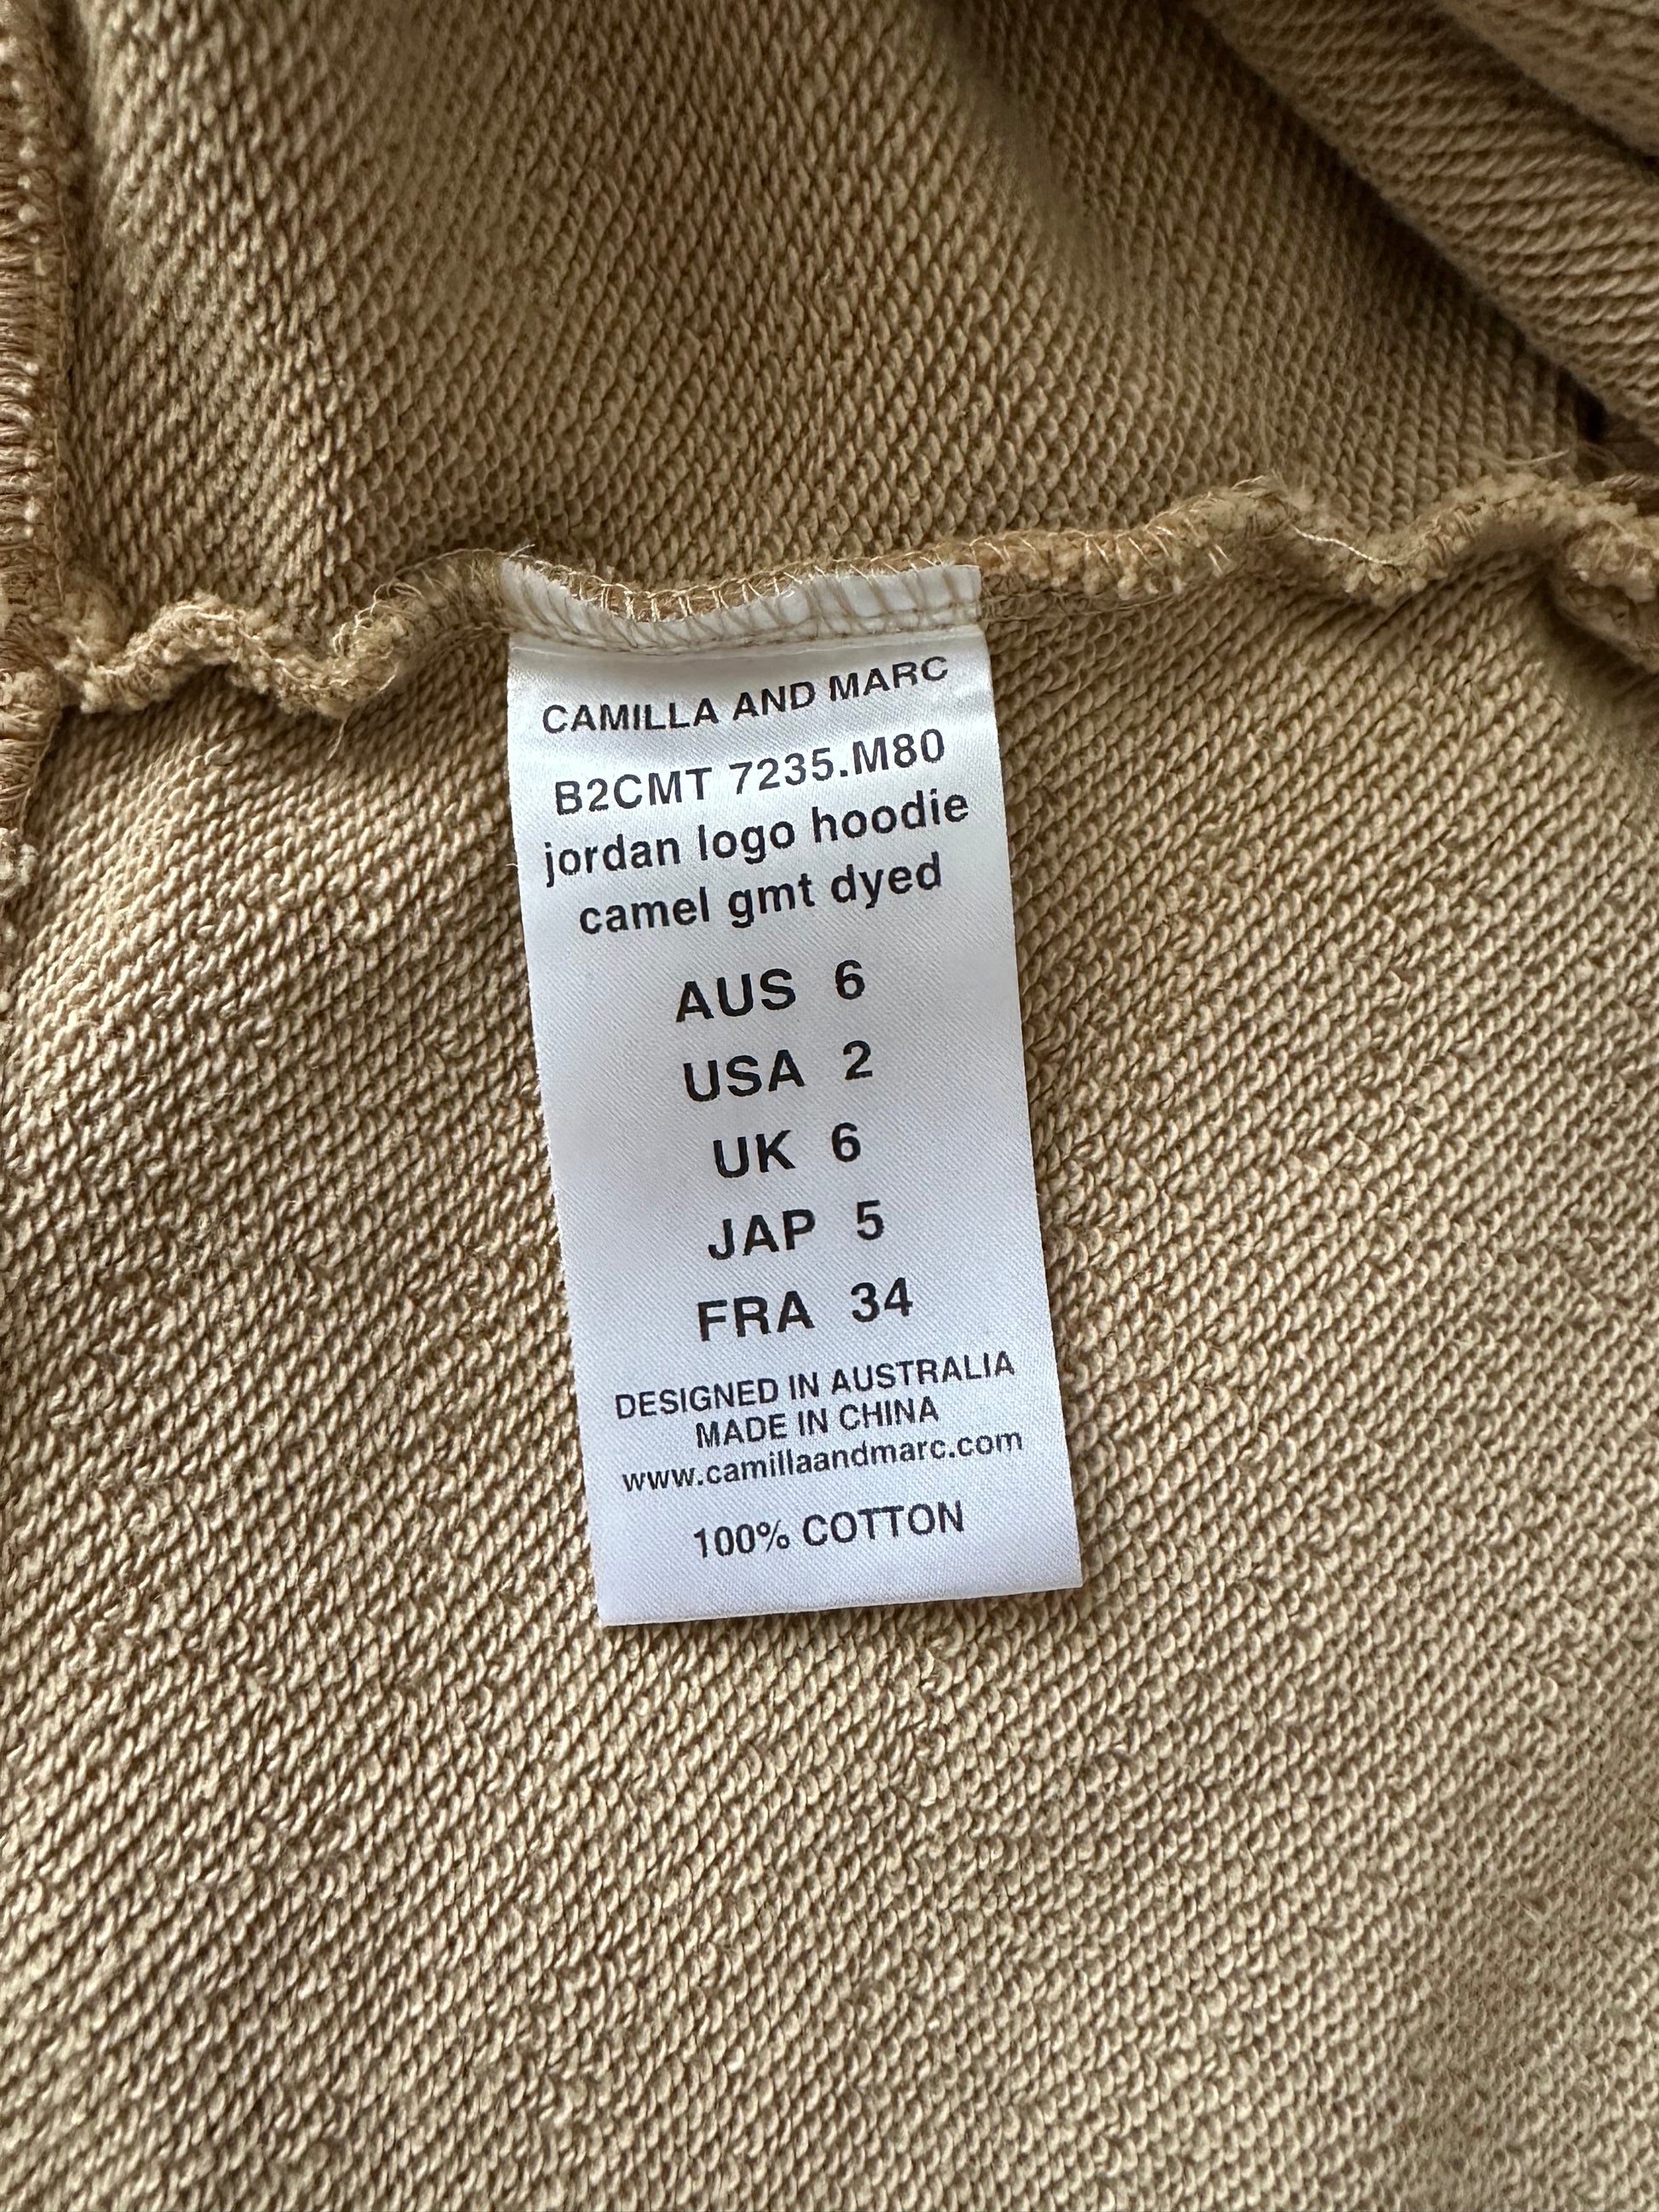 CAMILLA AND MARC
B2CMT 7235.M80
jordan logo hoodie
camel gmt dyed
AUS 6
USA 2
UK 6
JAP 5
FRA 34
DESIGNED IN AUSTRALIA
MADE IN CHINA
www.camillaandmarc.com
100% COTTON